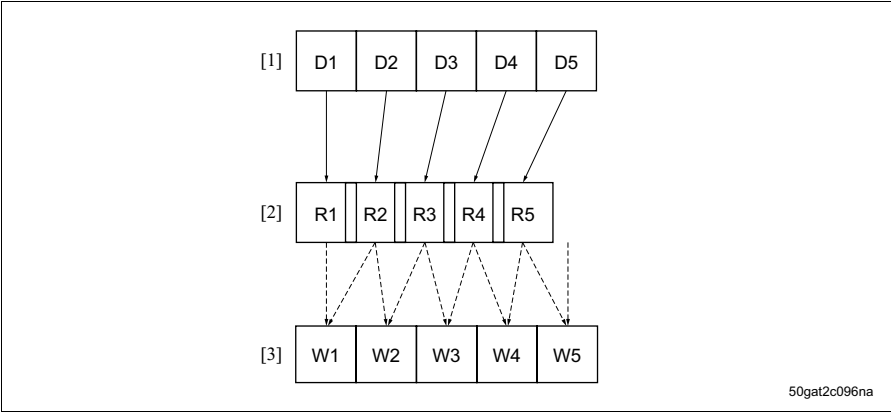 [1] D1 D2 D3 D4 D5
[2] R1 R2 R3 R4 R5
[3] W1 W2 W3 W4 W5
50gat2c096na